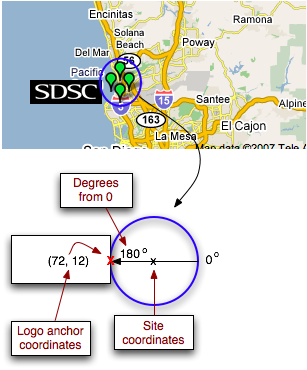 Encinitas
Ramona
Solana
Beach
Poway
Del Mar
56
Pacific
SDSC
15
Santee
Alpine
163
El Cajon
La Mesa
San Diego
Map data ©2007 Tele A
Degrees
from 0
180°
0°
(72, 12)
x
x
Logo anchor
coordinates
Site
coordinates